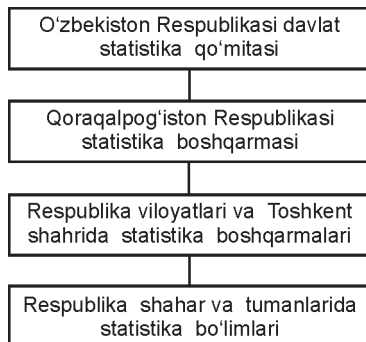 O‘zbekiston Respublikasi davlat
statistika qo‘mitasi
Qoraqalpog‘iston Respublikasi
statistika boshqarmasi
Respublika viloyatlari va Toshkent
shahrida statistika boshqarmalari
Respublika shahar va tumanlarida
statistika bo‘limlari